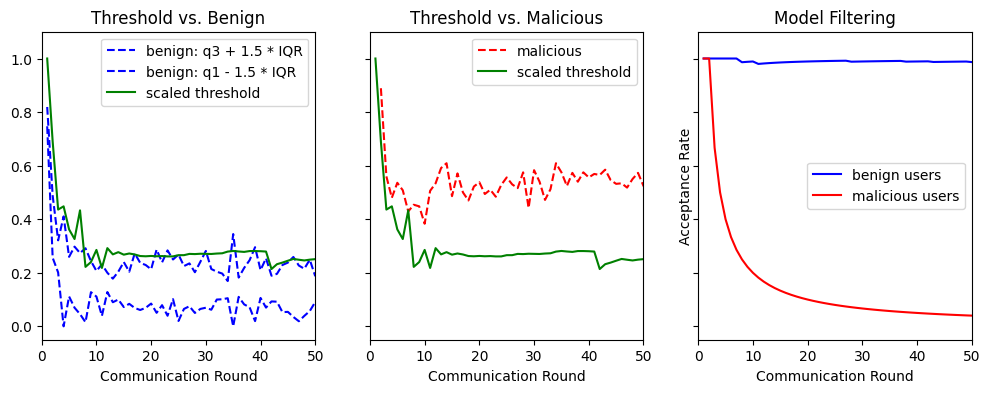 Threshold vs. Benign
benign: q3 + 1.5 * IQR
benign: q1 - 1.5 * IQR
scaled threshold
1.0
0.8
0.6
0.4
0.2
0.0
0 10 20 30 40 50
Communication Round
Threshold vs. Malicious
malicious
scaled threshold
0 10 20 30 40 50
Communication Round
Model Filtering
Acceptance Rate
benign users
malicious users
0 10 20 30 40 50
Communication Round